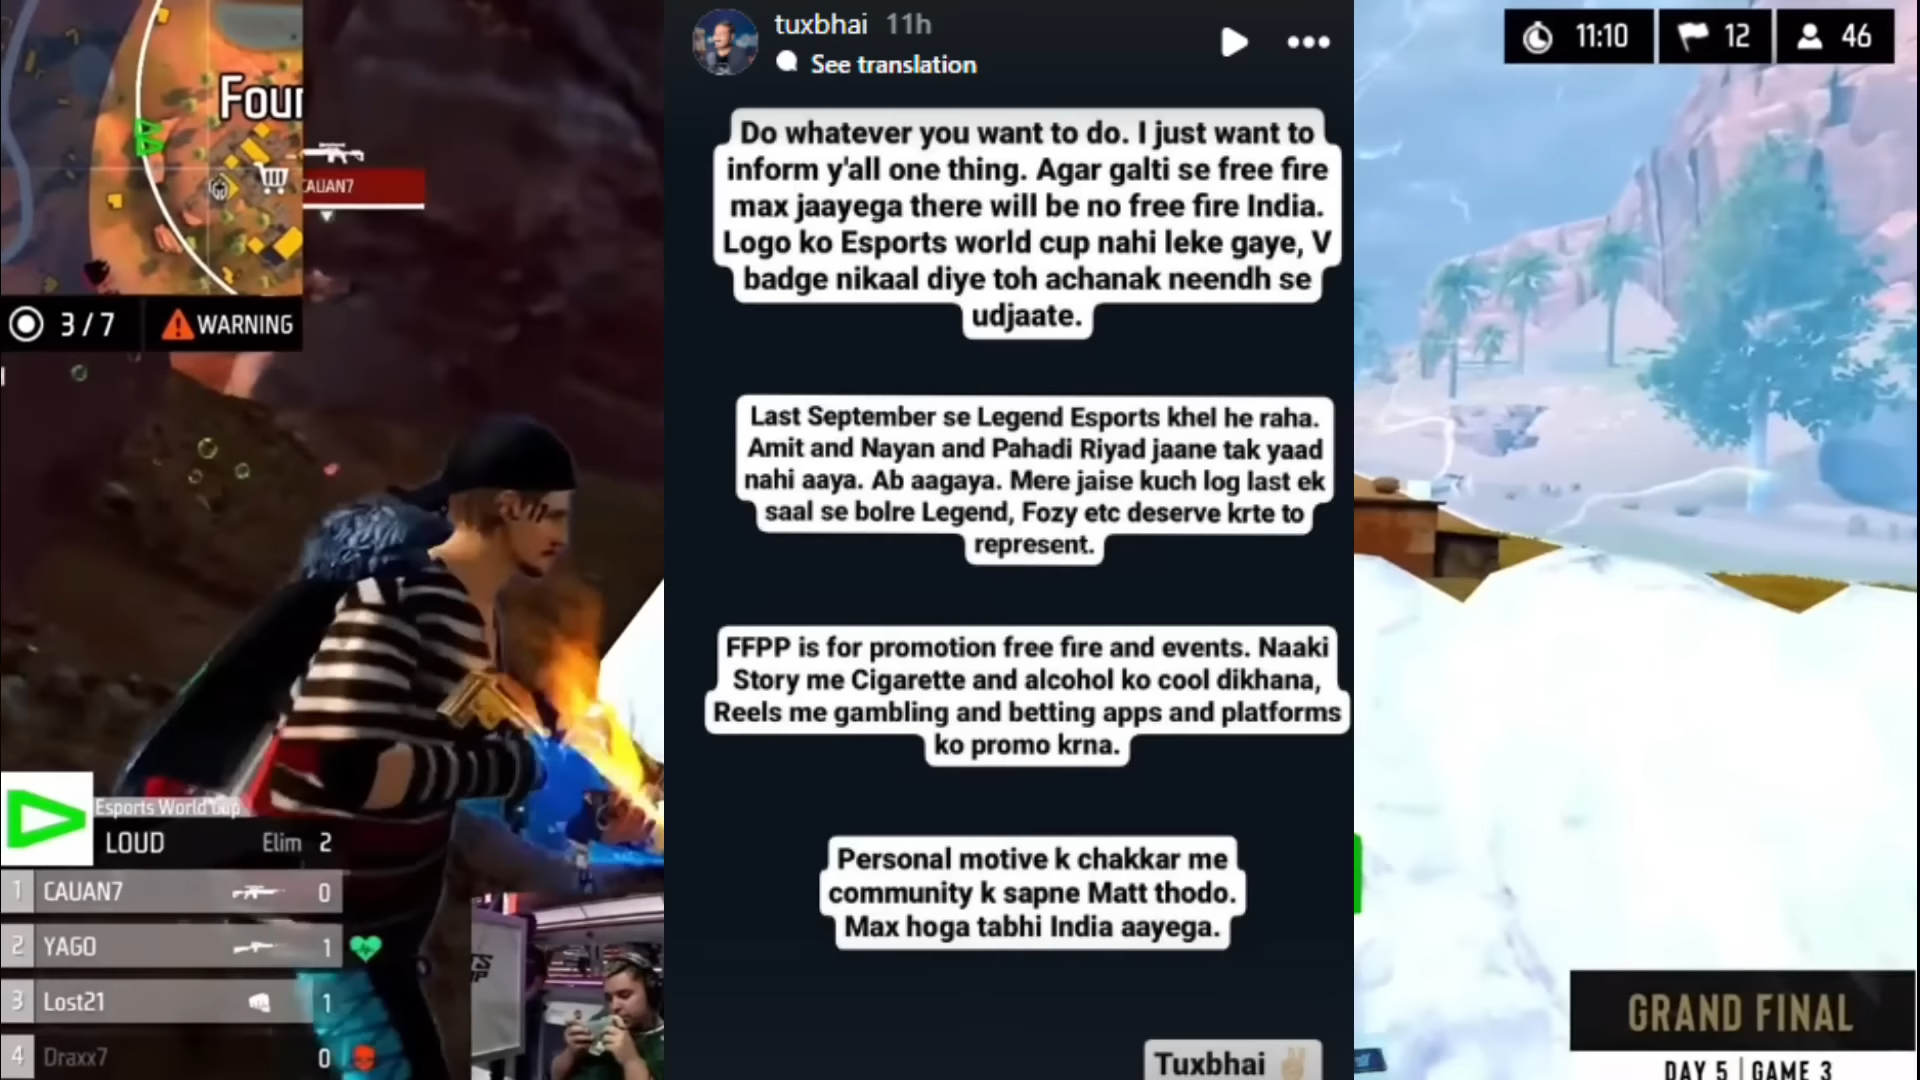 Four
CAUAN7
3/7
WARNING
Esports World Cup
LOUD Elim 2
1 CAUAN7 0
2 YAGO 1
3 Lost21 1
4 Draxx7 0
tuxbhai 11h
See translation
Do whatever you want to do. I just want to
inform y'all one thing. Agar galti se free fire
max jaayega there will be no free fire India.
Logo ko Esports world cup nahi leke gaye, V
badge nikaal diye toh achanak neendh se
udjaate.
Last September se Legend Esports khel he raha.
Amit and Nayan and Pahadi Riyad jaane tak yaad
nahi aaya. Ab aagaya. Mere jaise kuch log last ek
saal se bolre Legend, Fozy etc deserve krte to
represent.
FFPP is for promotion free fire and events. Naaki
Story me Cigarette and alcohol ko cool dikhana,
Reels me gambling and betting apps and platforms
ko promo krna.
Personal motive k chakkar me
community k sapne Matt thodo.
Max hoga tabhi India aayega.
Tuxbhai ✌🏻
11:10 12 46
GRAND FINAL
DAY 5 | GAME 3